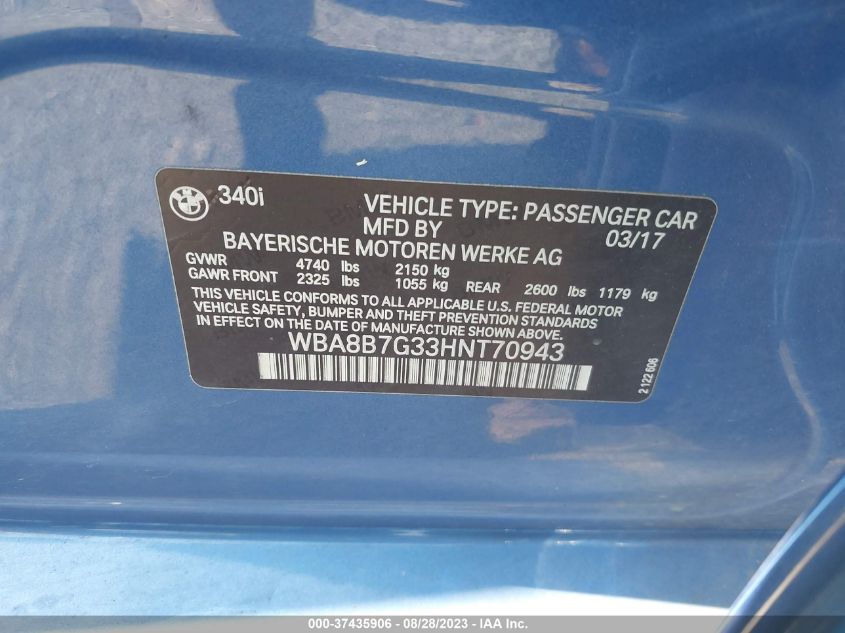 340i
VEHICLE TYPE: PASSENGER CAR
MFD BY 03/17
BAYERISCHE MOTOREN WERKE AG
GVWR 4740 lbs 2150 kg
GAWR FRONT 2325 lbs 1055 kg REAR 2600 lbs 1179 kg
THIS VEHICLE CONFORMS TO ALL APPLICABLE U.S. FEDERAL MOTOR
VEHICLE SAFETY, BUMPER AND THEFT PREVENTION STANDARDS
IN EFFECT ON THE DATE OF MANUFACTURE SHOWN ABOVE.
WBA8B7G33HNT70943
2 122 606
000-37435906 - 08/28/2023 - IAA Inc.